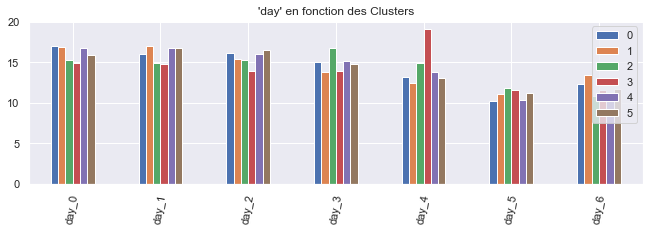 'day' en fonction des Clusters
20
15
10
5
0
day_0
day_1
day_2
day_3
day_4
day_5
day_6
0
1
2
3
4
5